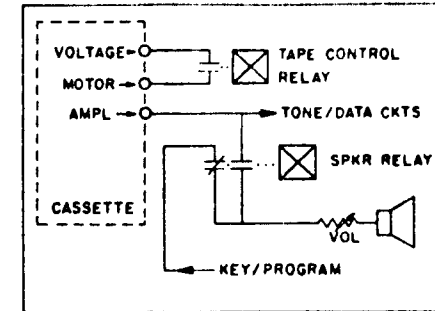 VOLTAGE
TAPE CONTROL
RELAY
MOTOR
AMPL
TONE/DATA CKTS
SPKR RELAY
CASSETTE
VOL
KEY/PROGRAM